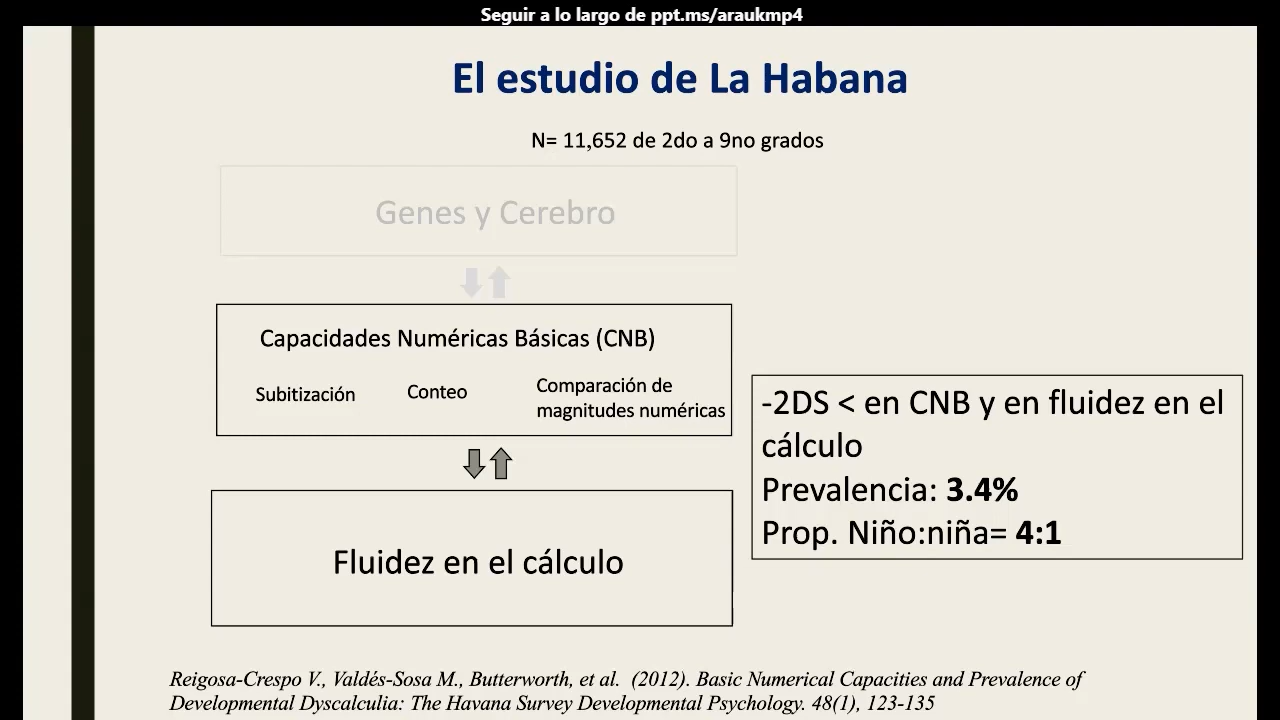 Seguir a lo largo de ppt.ms/araukmp4
El estudio de La Habana
N= 11,652 de 2do a 9no grados
Genes y Cerebro
Capacidades Numéricas Básicas (CNB)
Subitización
Conteo
Comparación de
magnitudes numéricas
Fluidez en el cálculo
-2DS < en CNB y en fluidez en el
cálculo
Prevalencia: 3.4%
Prop. Niño:niña= 4:1
Reigosa-Crespo V., Valdés-Sosa M., Butterworth, et al. (2012). Basic Numerical Capacities and Prevalence of
Developmental Dyscalculia: The Havana Survey Developmental Psychology. 48(1), 123-135